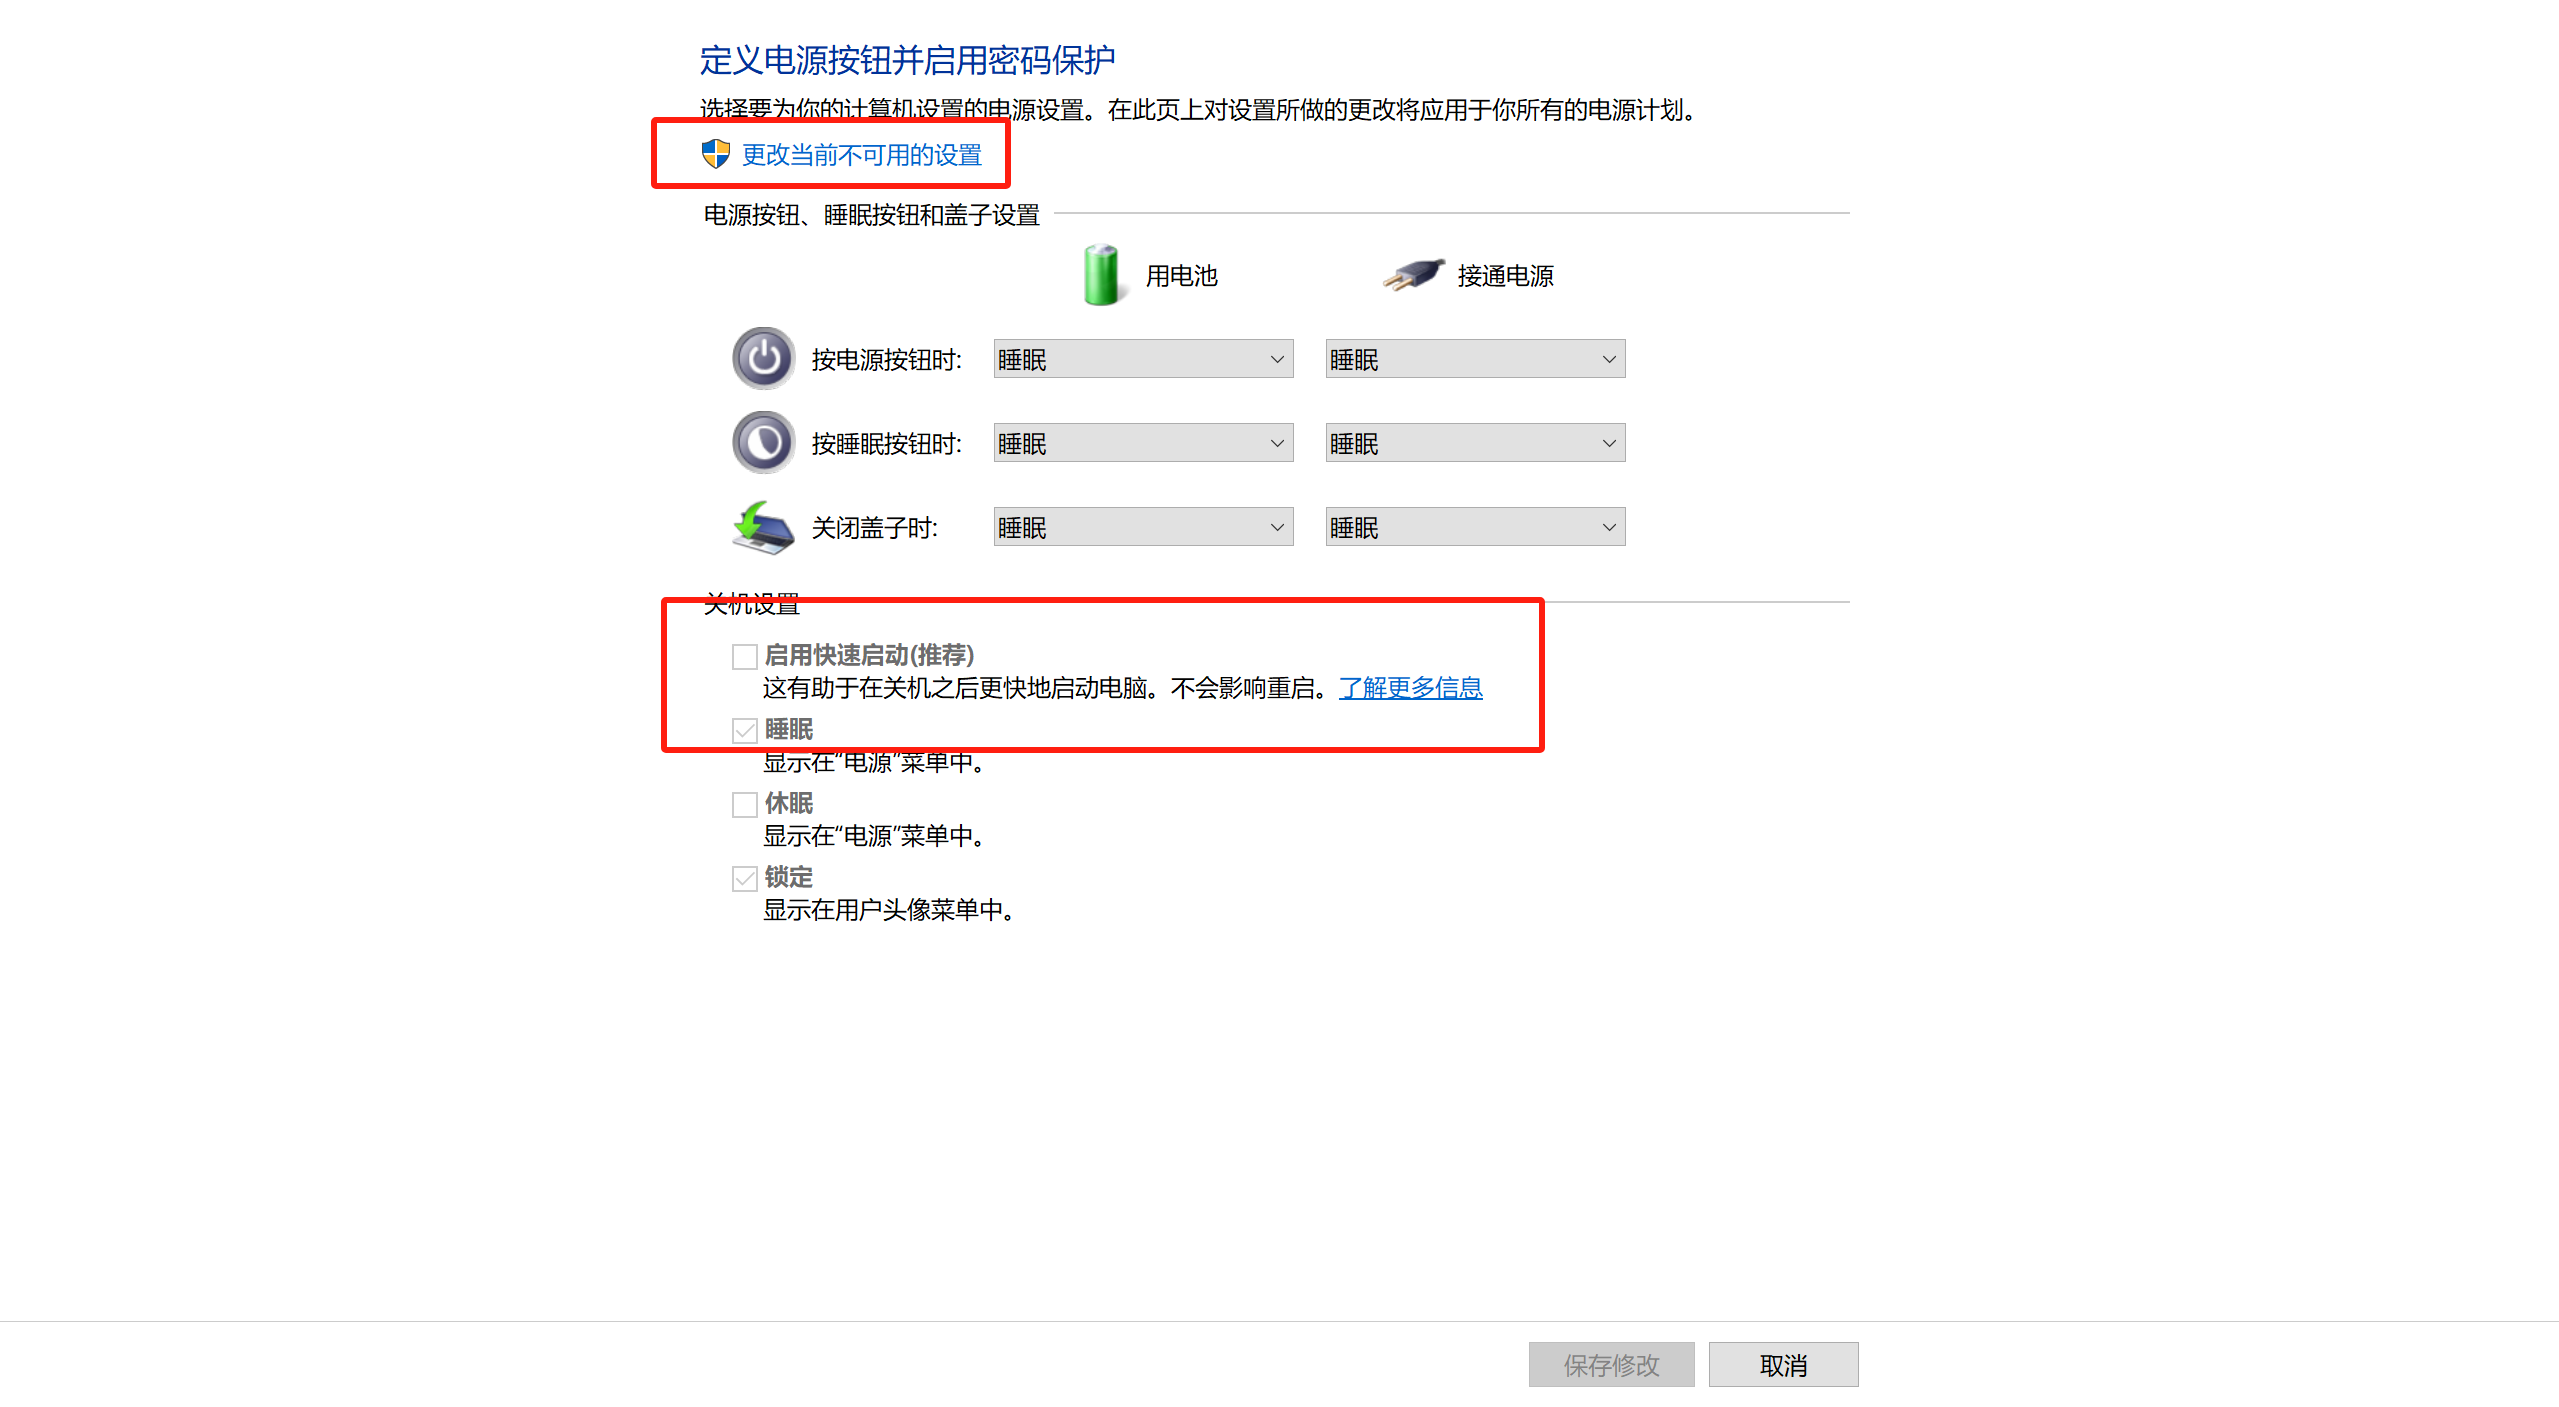 定义电源按钮并启用密码保护
选择要为你的计算机设置的电源设置。在此页上对设置所做的更改将应用于你所有的电源计划。
更改当前不可用的设置
电源按钮、睡眠按钮和盖子设置
用电池 接通电源
按电源按钮时: 睡眠 睡眠
按睡眠按钮时: 睡眠 睡眠
关闭盖子时: 睡眠 睡眠
关机设置
启用快速启动(推荐)
这有助于在关机之后更快地启动电脑。不会影响重启。了解更多信息
睡眠
显示在“电源”菜单中。
休眠
显示在“电源”菜单中。
锁定
显示在用户头像菜单中。
保存修改 取消